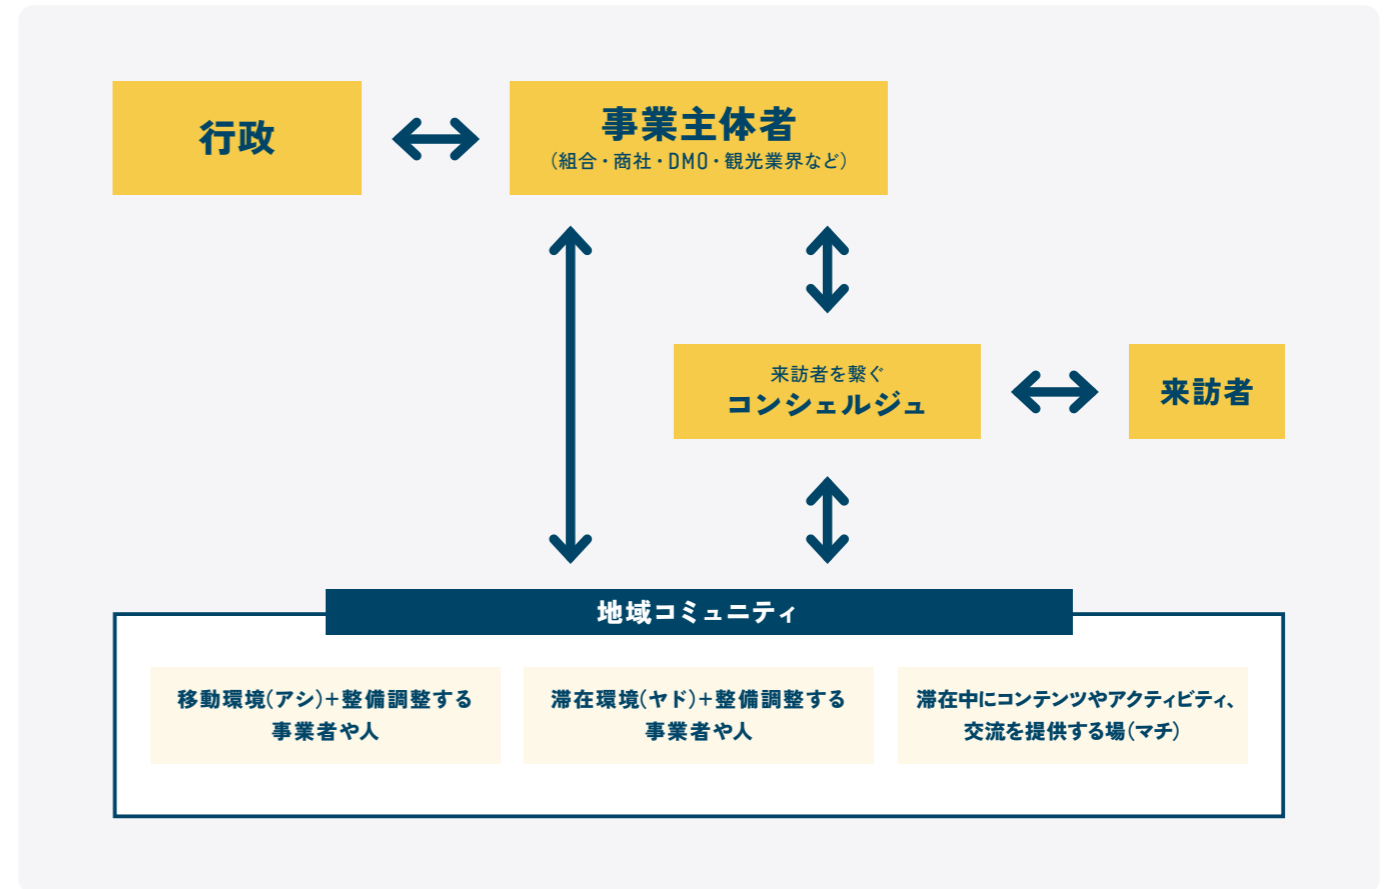 行政
事業主体者
（組合・商社・DMO・観光業界など）
来訪者を繋ぐ
コンシェルジュ
来訪者
地域コミュニティ
移動環境（アシ）+整備調整する
事業者や人
滞在環境（ヤド）+整備調整する
事業者や人
滞在中にコンテンツやアクティビティ、
交流を提供する場（マチ）